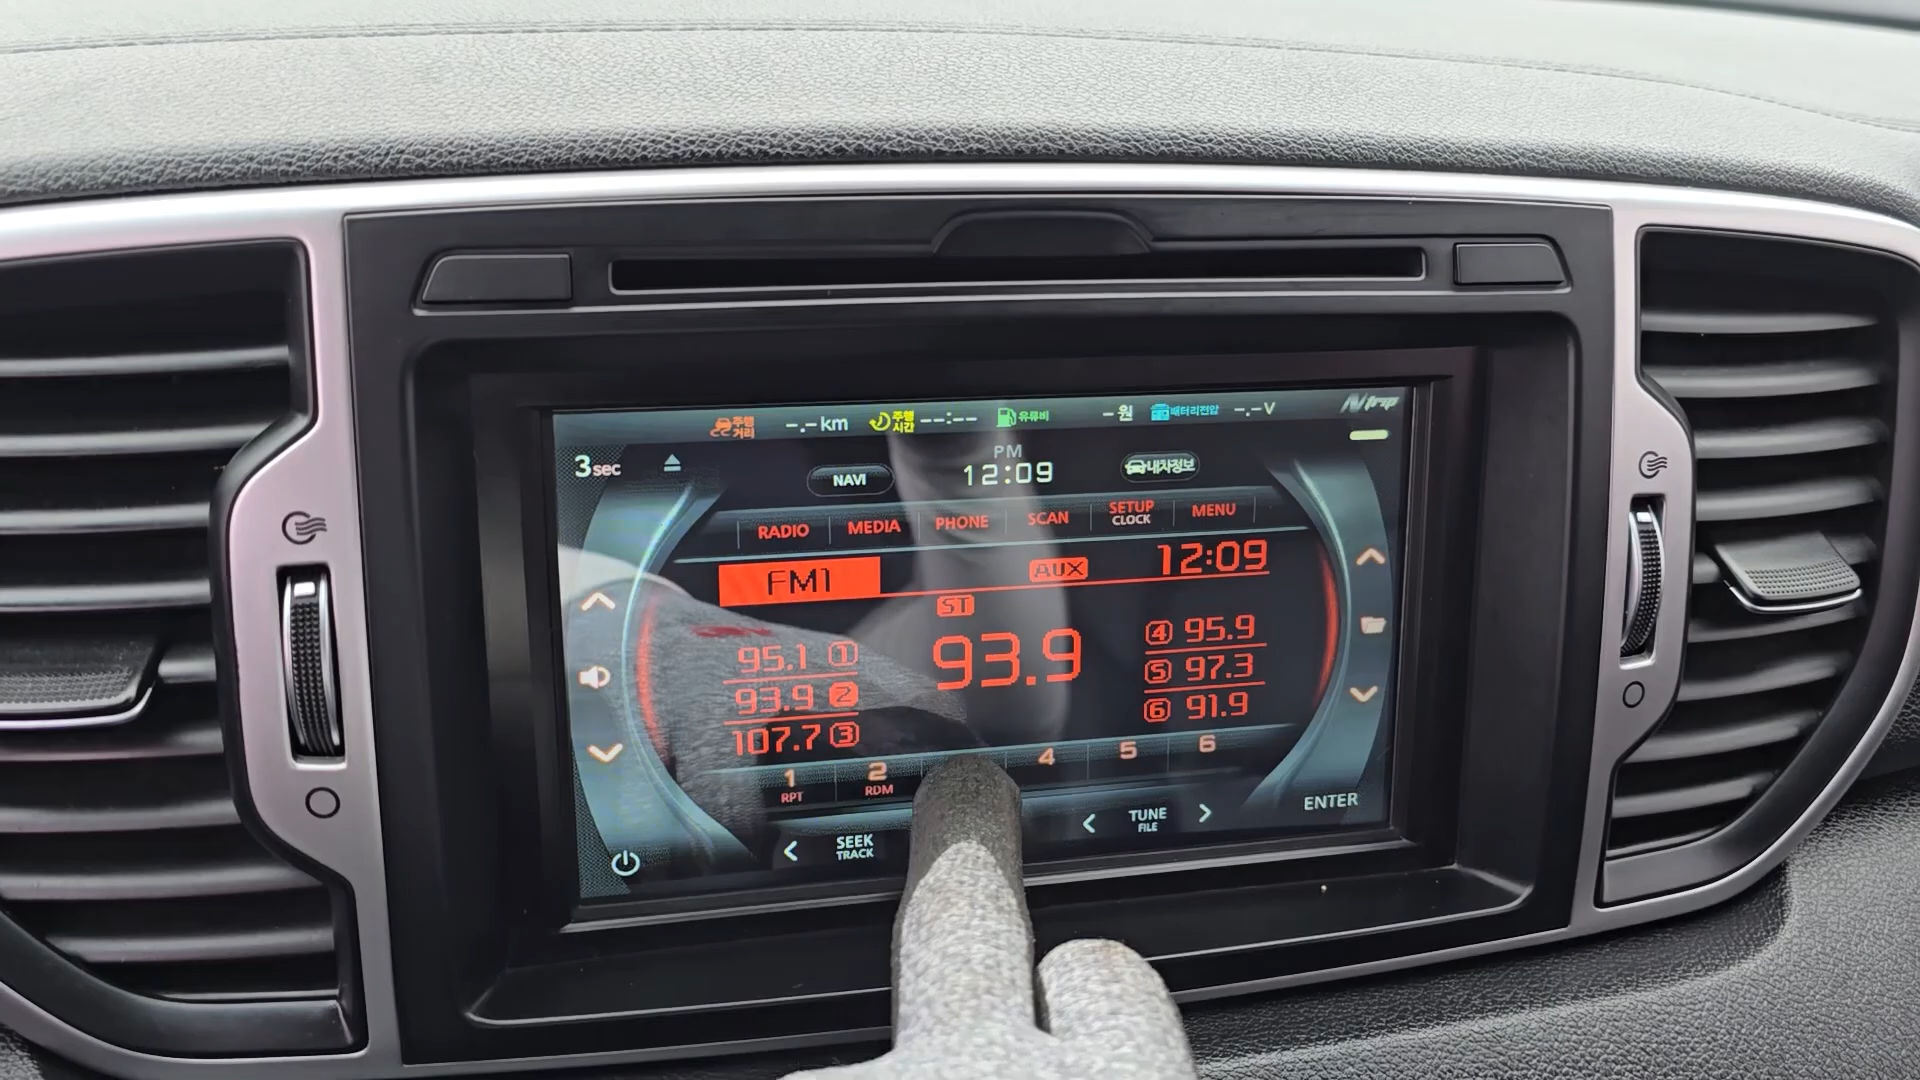 주행거리 -.-km 주행시간 --:-- 유류비 -원 배터리전압 -.-V Ntrip
3sec NAVI PM 12:09 내차정보
RADIO MEDIA PHONE SCAN SETUP CLOCK MENU
FM1 AUX 12:09
ST
95.1 1 93.9 4 95.9
93.9 2 5 97.3
107.7 3 6 91.9
1 RPT 2 RDM 4 5 6
< SEEK TRACK < TUNE FILE > ENTER